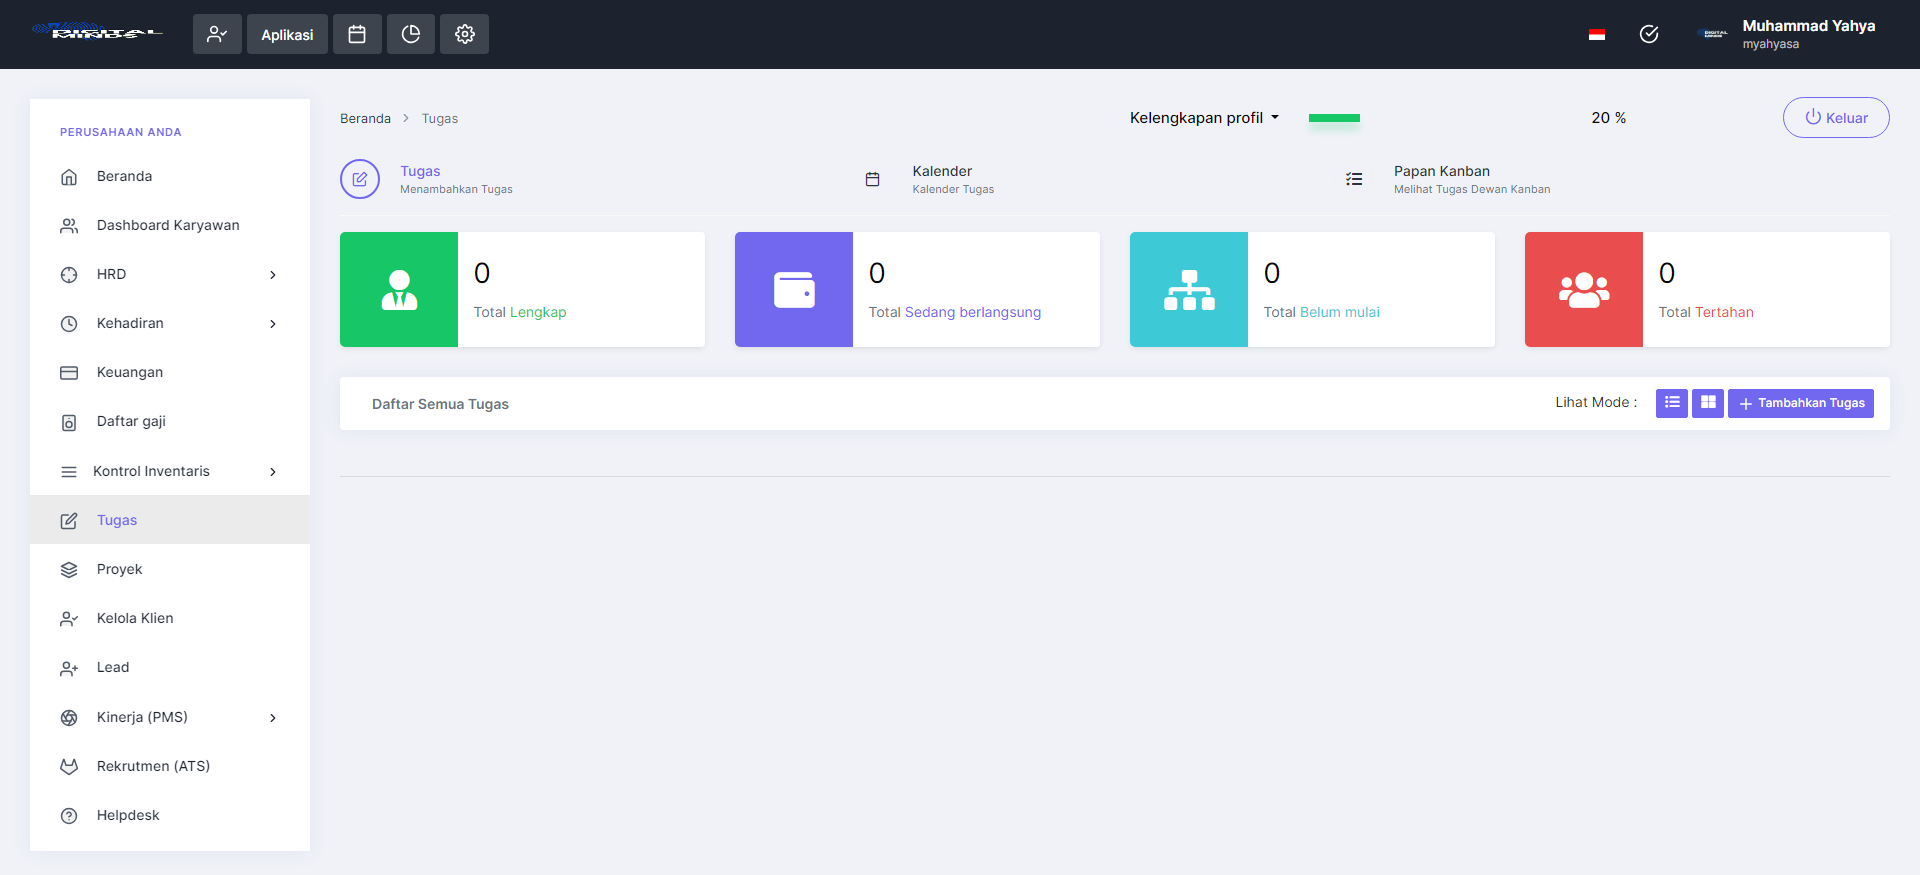 DIGITAL
MINDS
Aplikasi
DIGITAL
Muhammad Yahya
myahyasa
PERUSAHAAN ANDA
Beranda
Dashboard Karyawan
HRD
Kehadiran
Keuangan
Daftar gaji
Kontrol Inventaris
Tugas
Proyek
Kelola Klien
Lead
Kinerja (PMS)
Rekrutmen (ATS)
Helpdesk
Beranda > Tugas
Kelengkapan profil
20 %
Keluar
Tugas
Menambahkan Tugas
Kalender
Kalender Tugas
Papan Kanban
Melihat Tugas Dewan Kanban
0
Total Lengkap
0
Total Sedang berlangsung
0
Total Belum mulai
0
Total Tertahan
Daftar Semua Tugas
Lihat Mode :
Tambahkan Tugas